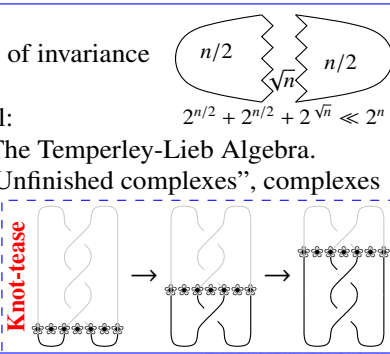 of invariance
n/2
n/2
√n
l:
2^{n/2} + 2^{n/2} + 2^{√n} ≪ 2^n
The Temperley-Lieb Algebra.
Unfinished complexes”, complexes
Knot-tease
→ →